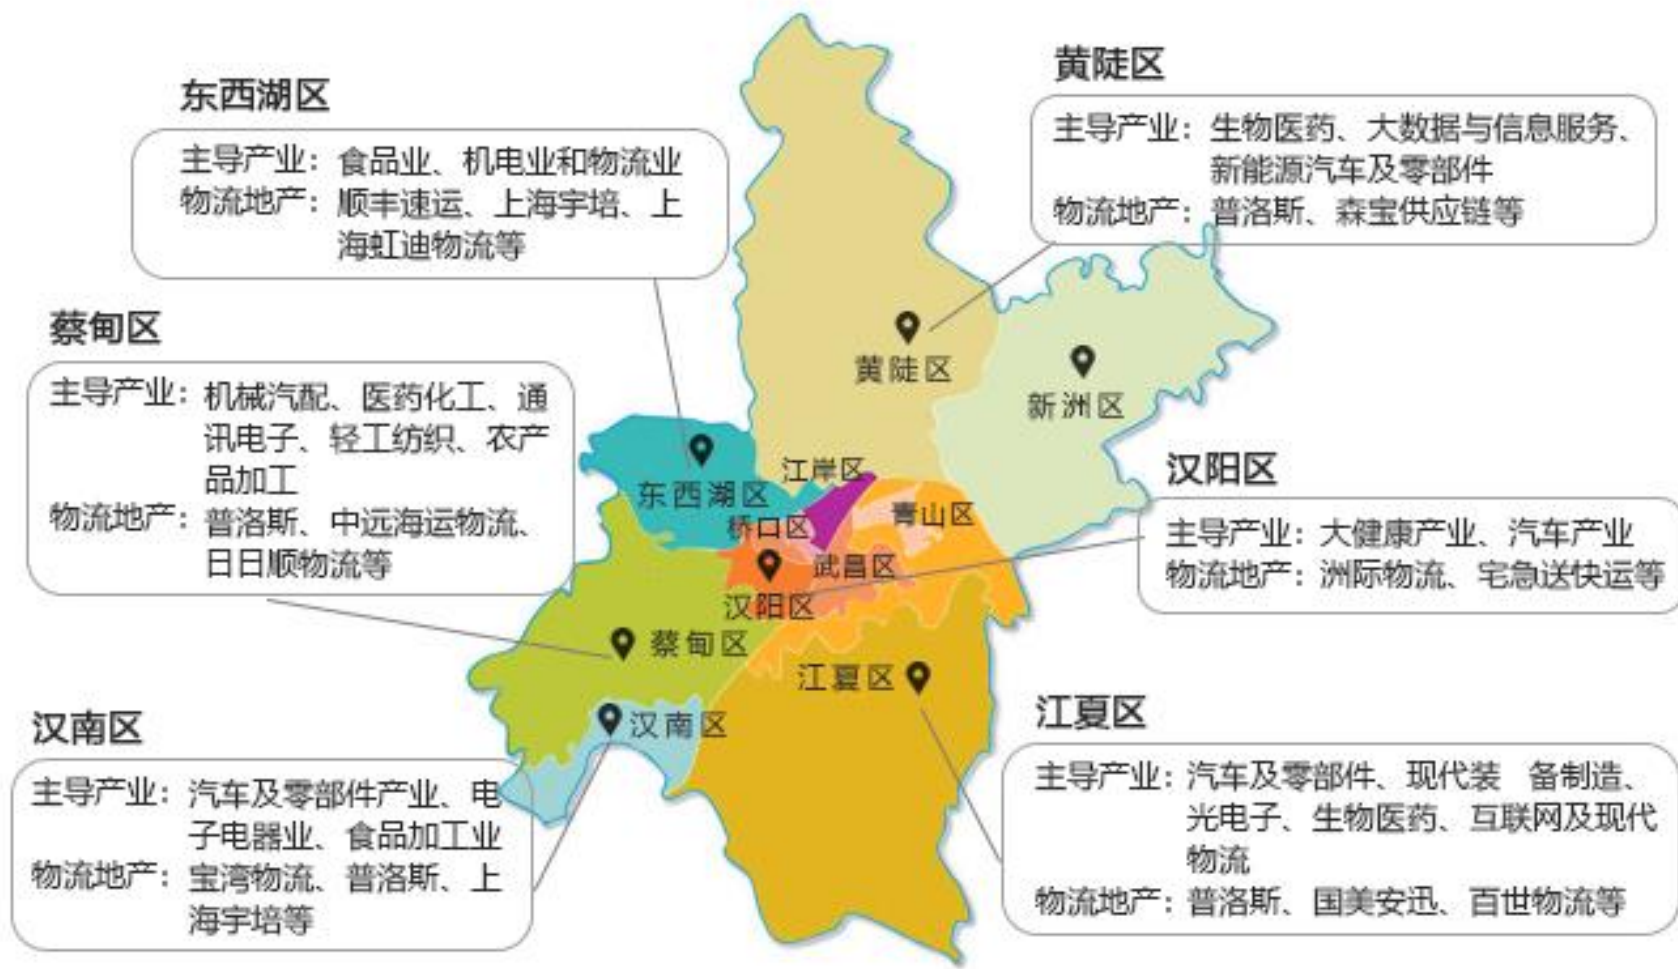 东西湖区
主导产业：食品业、机电业和物流业
物流地产：顺丰速运、上海宇培、上
海虹迪物流等
黄陡区
主导产业：生物医药、大数据与信息服务、
新能源汽车及零部件
物流地产：普洛斯、森宝供应链等
蔡甸区
主导产业：机械汽配、医药化工、通
讯电子、轻工纺织、农产
品加工
物流地产：普洛斯、中远海运物流、
日日顺物流等
汉阳区
主导产业：大健康产业、汽车产业
物流地产：洲际物流、宅急送快运等
汉南区
主导产业：汽车及零部件产业、电
子电器业、食品加工业
物流地产：宝湾物流、普洛斯、上
海宇培等
江夏区
主导产业：汽车及零部件、现代装 备制造、
光电子、生物医药、互联网及现代
物流
物流地产：普洛斯、国美安迅、百世物流等
黄陡区
新洲区
江岸区
东西湖区
桥口区
青山区
武昌区
汉阳区
蔡甸区
江夏区
汉南区